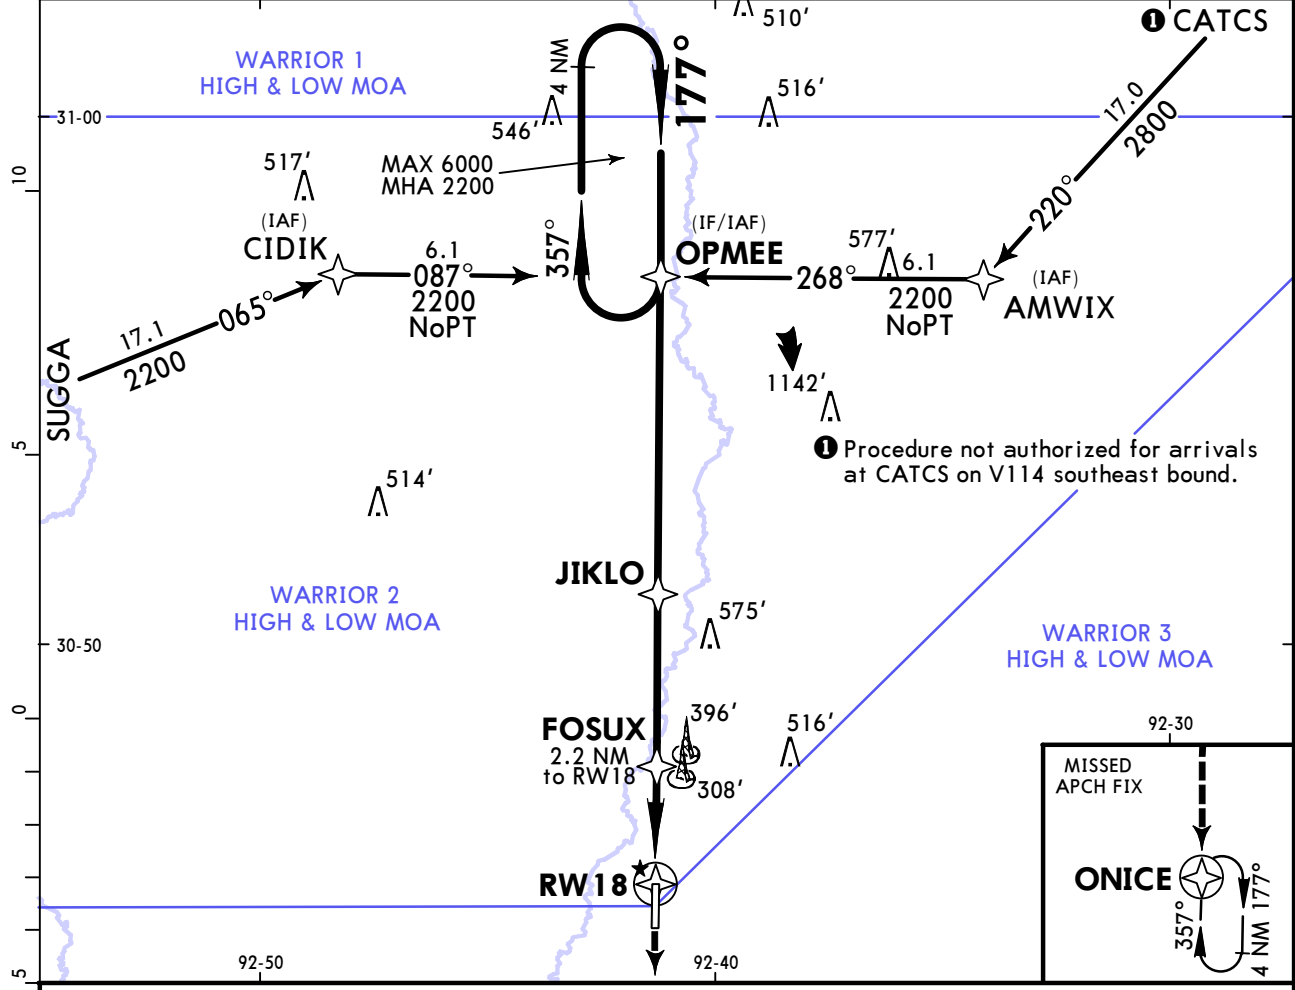 510'
❶ CATCS
WARRIOR 1
HIGH & LOW MOA
4 NM
177°
17.0
2800
220°
31-00
546'
516'
517'
MAX 6000
MHA 2200
10
(IAF)
CIDIK
6.1
087°
2200
NoPT
357°
(IF/IAF)
OPMEE
577'
268°
6.1
2200
NoPT
(IAF)
AMWIX
065°
17.1
2200
SUGGA
1142'
❶ Procedure not authorized for arrivals
at CATCS on V114 southeast bound.
5
514'
JIKLO
WARRIOR 2
HIGH & LOW MOA
575'
30-50
WARRIOR 3
HIGH & LOW MOA
0
FOSUX
2.2 NM
to RW18
396'
308'
516'
92-30
MISSED
APCH FIX
RW18
ONICE
357°
4 NM 177°
5
92-50
92-40